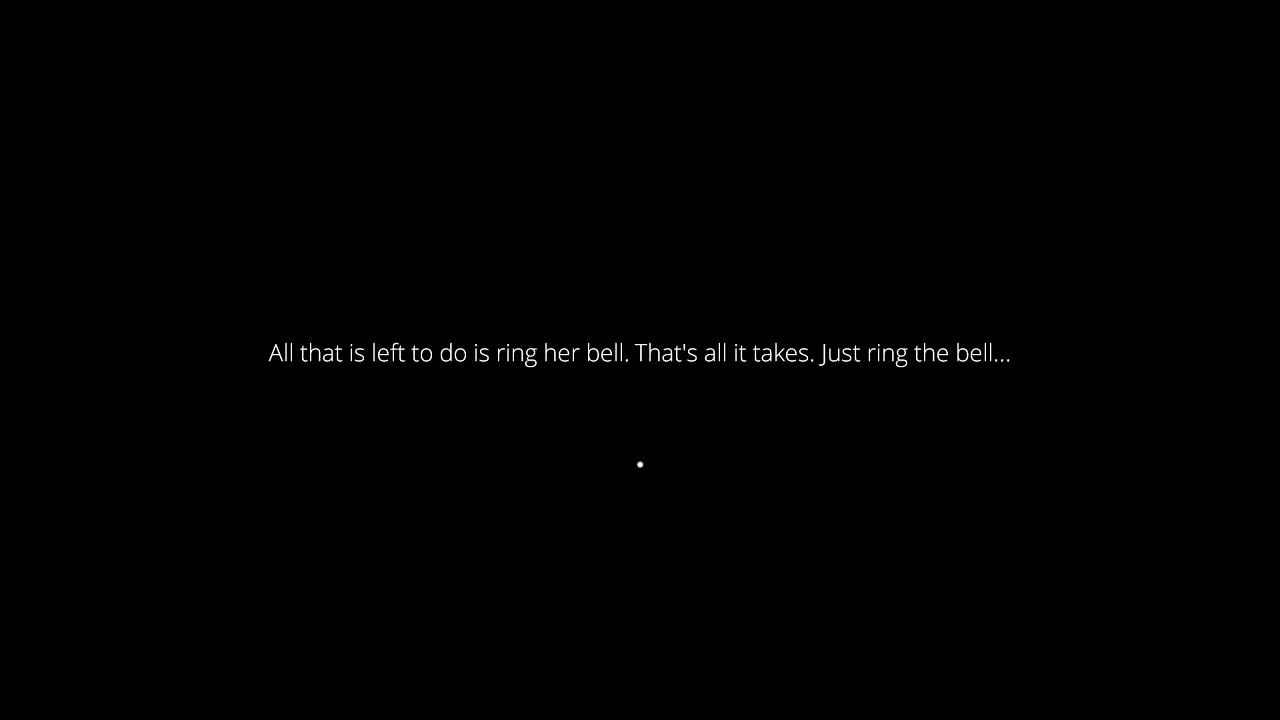 All that is left to do is ring her bell. That's all it takes. Just ring the bell...